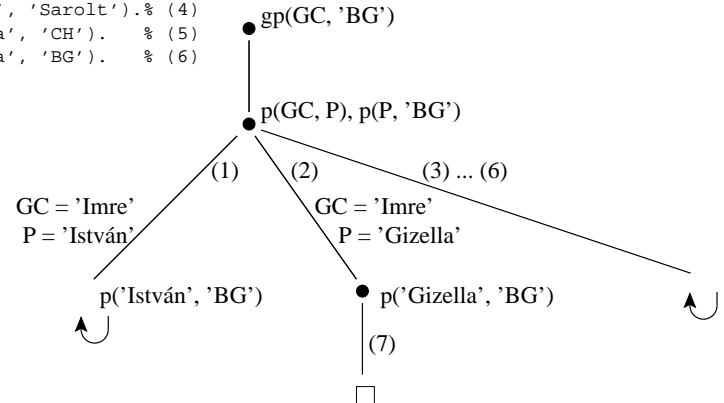 ', 'Sarolt').% (4)
a', 'CH'). % (5)
a', 'BG'). % (6)
gp(GC, ’BG’)
p(GC, P), p(P, ’BG’)
(1)
(2)
(3) ... (6)
GC = ’Imre’
P = ’István’
GC = ’Imre’
P = ’Gizella’
p('István’, ’BG’)
p('Gizella’, ’BG’)
(7)